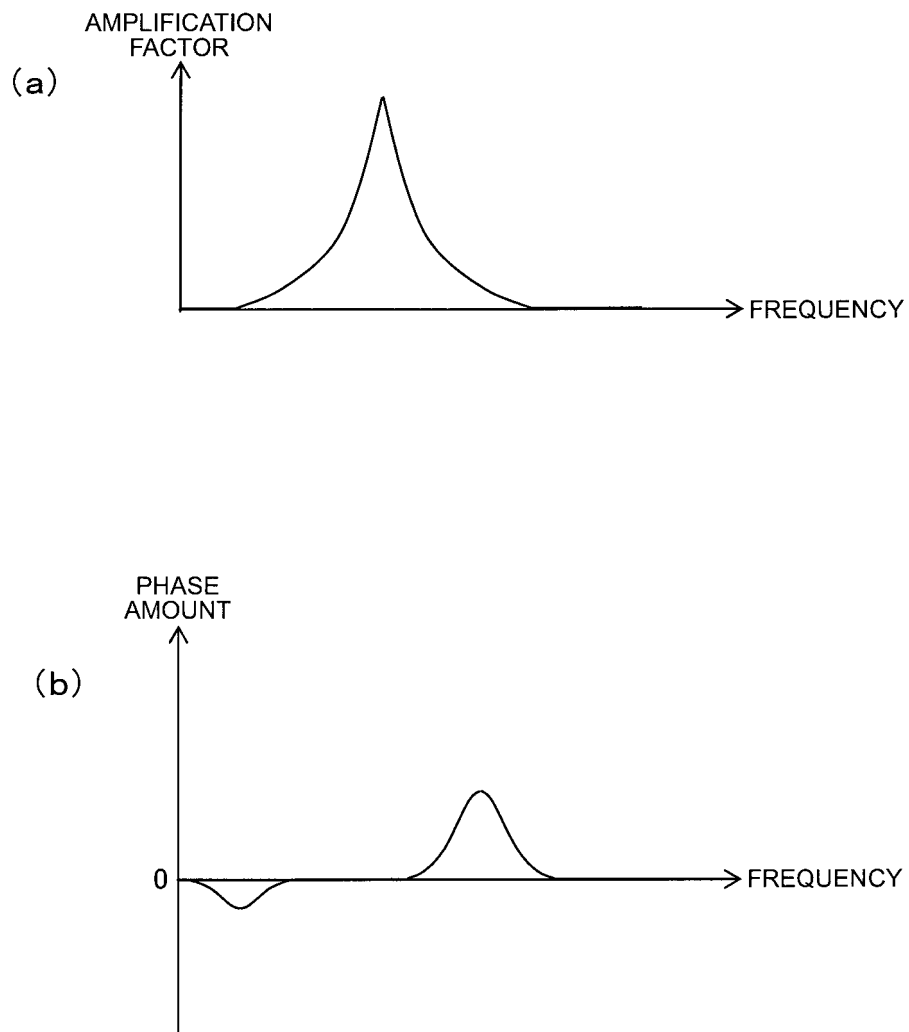 AMPLIFICATION
FACTOR
(a)
FREQUENCY
PHASE
AMOUNT
(b)
0
FREQUENCY